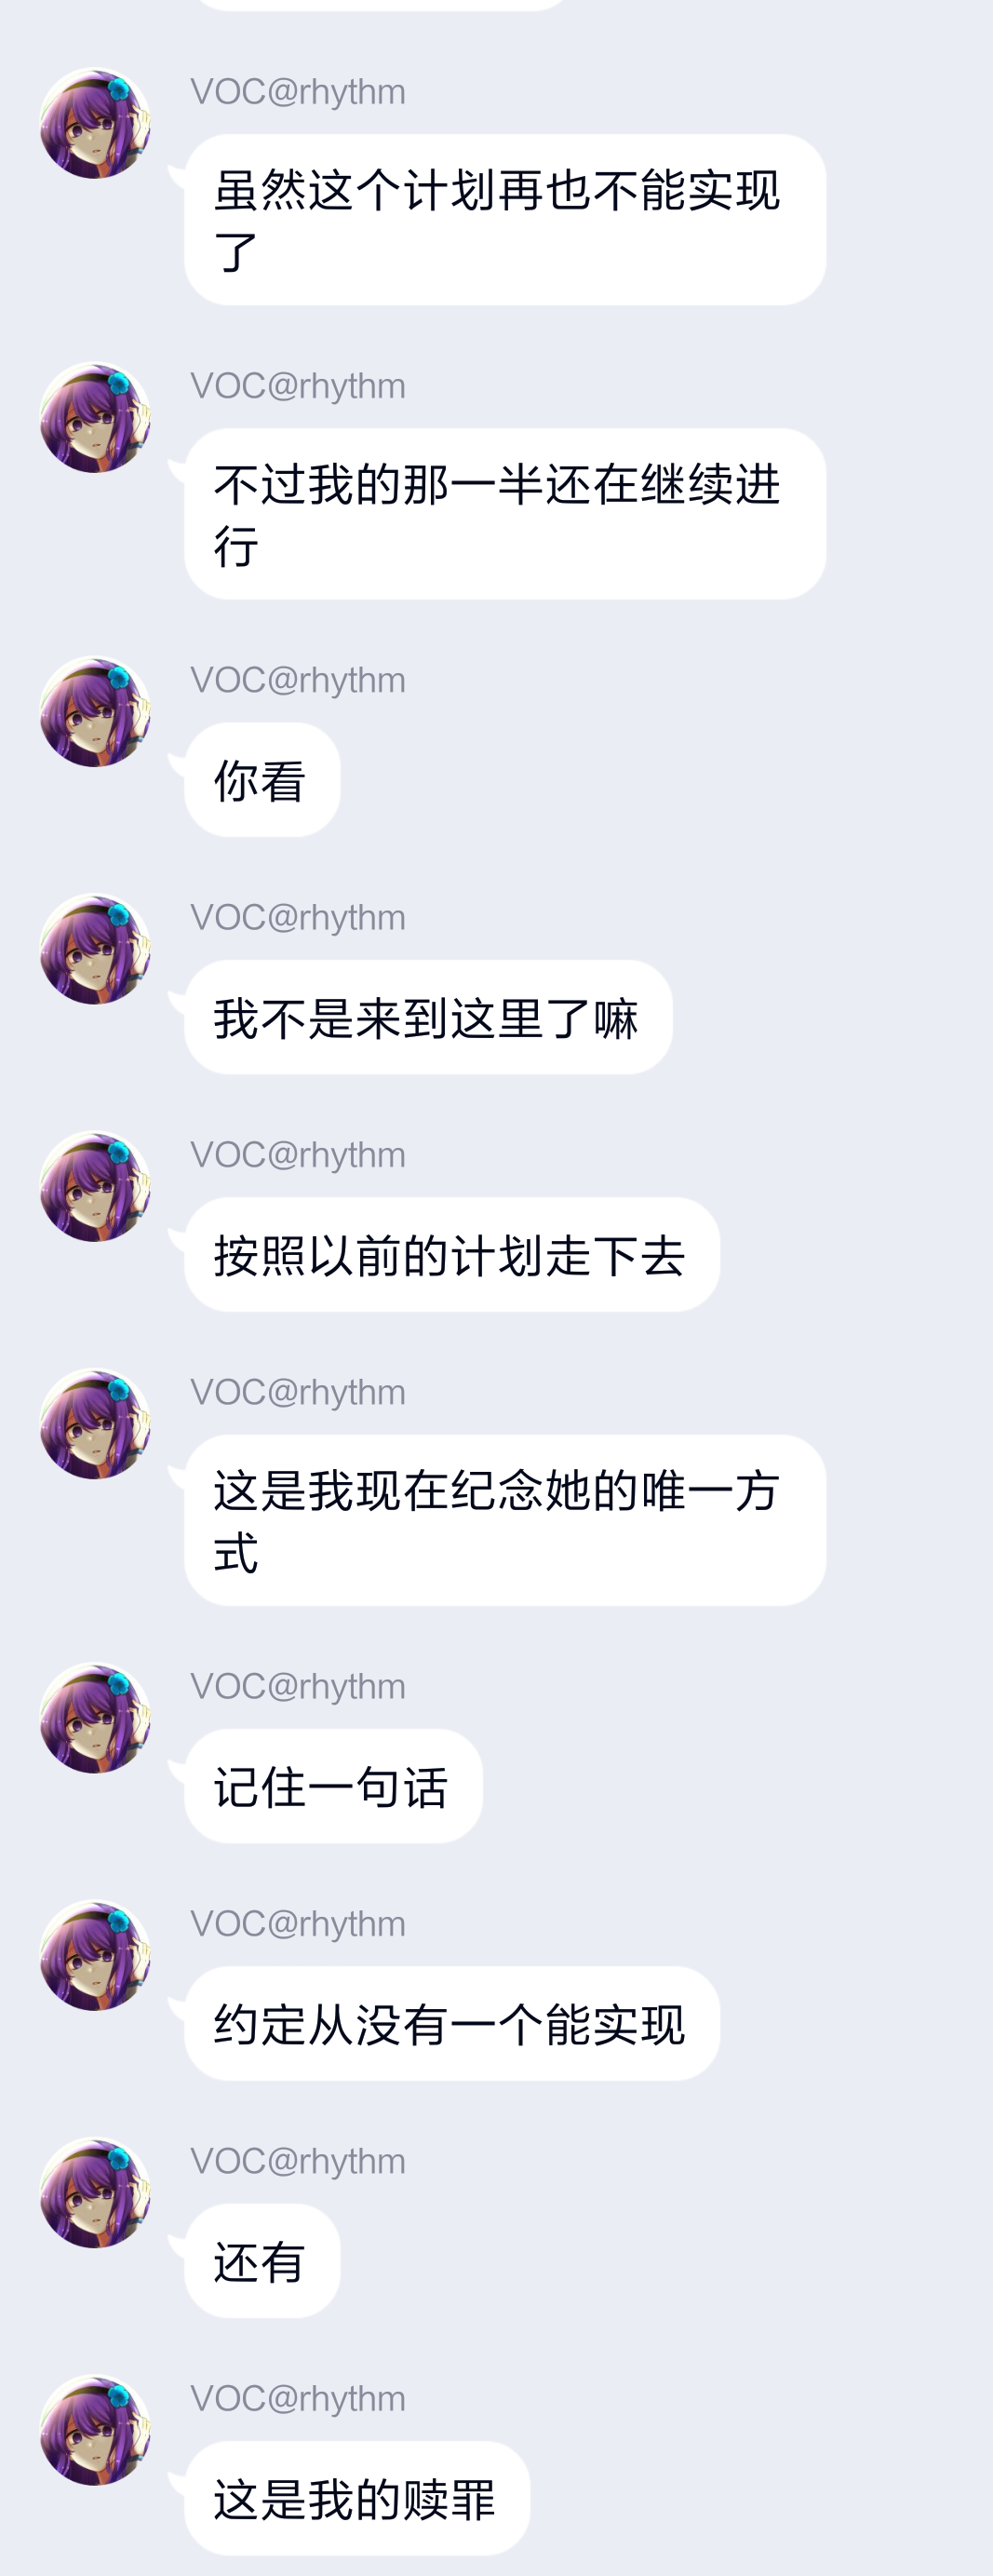 VOC@rhythm
虽然这个计划再也不能实现
了
VOC@rhythm
不过我的那一半还在继续进
行
VOC@rhythm
你看
VOC@rhythm
我不是来到这里了嘛
VOC@rhythm
按照以前的计划走下去
VOC@rhythm
这是我现在纪念她的唯一方
式
VOC@rhythm
记住一句话
VOC@rhythm
约定从没有一个能实现
VOC@rhythm
还有
VOC@rhythm
这是我的赎罪